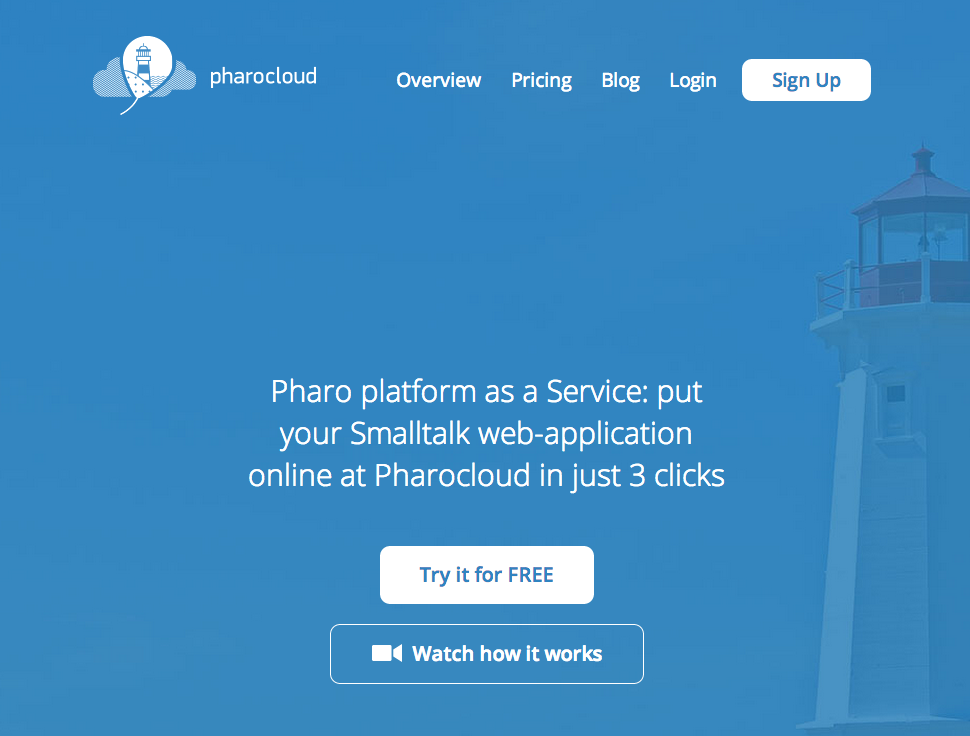 pharocloud
Overview Pricing Blog Login Sign Up
Pharo platform as a Service: put
your Smalltalk web-application
online at Pharocloud in just 3 clicks
Try it for FREE
Watch how it works